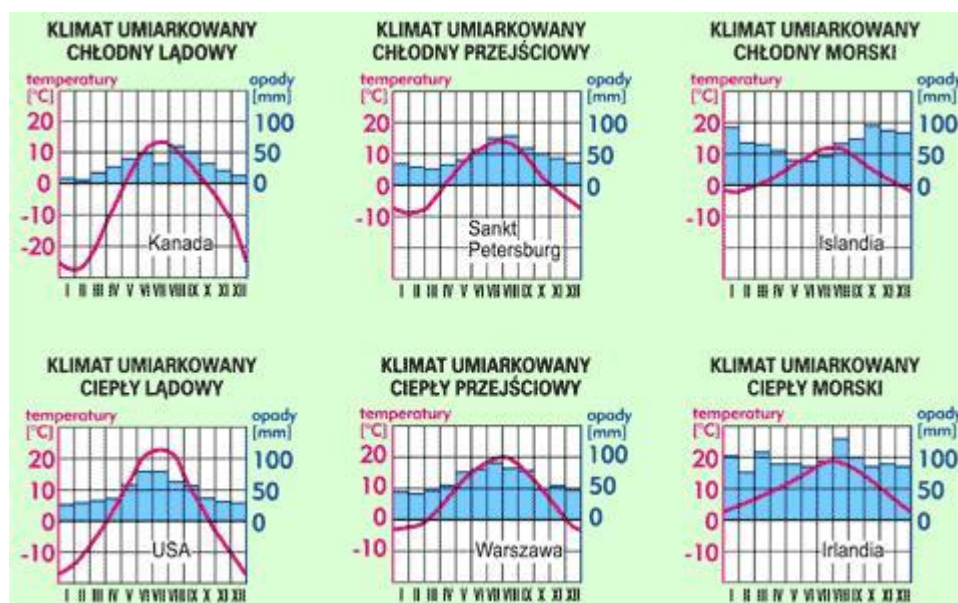 KLIMAT UMIARKOWANY
CHŁODNY LĄDOWY
temperatury
[°C]
opady
[mm]
20
10
0
-10
-20
100
50
0
Kanada
I II III IV V VI VII VIII IX X XI XII
KLIMAT UMIARKOWANY
CHŁODNY PRZEJŚCIOWY
temperatury
[°C]
opady
[mm]
20
10
0
-10
100
50
0
Sankt
Petersburg
I II III IV V VI VII VIII IX X XI XII
KLIMAT UMIARKOWANY
CHŁODNY MORSKI
temperatury
[°C]
opady
[mm]
20
10
0
-10
100
50
0
Islandia
I II III IV V VI VII VIII IX X XI XII
KLIMAT UMIARKOWANY
CIEPŁY LĄDOWY
temperatury
[°C]
opady
[mm]
20
10
0
-10
100
50
0
USA
I II III IV V VI VII VIII IX X XI XII
KLIMAT UMIARKOWANY
CIEPŁY PRZEJŚCIOWY
temperatury
[°C]
opady
[mm]
20
10
0
-10
100
50
0
Warszawa
I II III IV V VI VII VIII IX X XI XII
KLIMAT UMIARKOWANY
CIEPŁY MORSKI
temperatury
[°C]
opady
[mm]
20
10
0
-10
100
50
0
Irlandia
I II III IV V VI VII VIII IX X XI XII